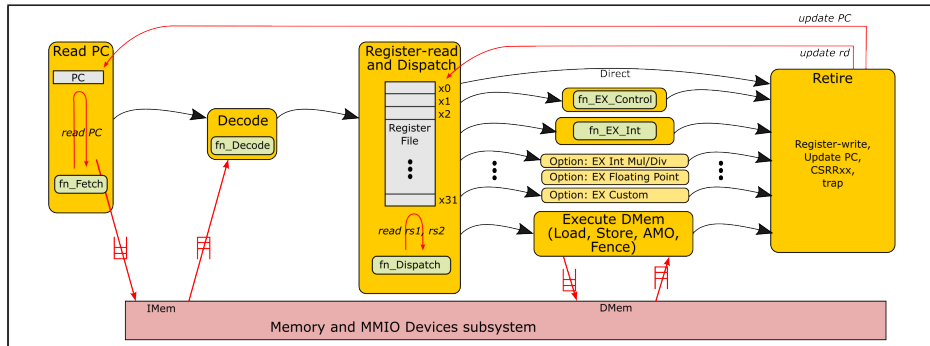 update PC
update rd
Read PC
PC
read PC
fn_Fetch
Decode
fn_Decode
Register-read
and Dispatch
x0
x1
x2
Register
File
x31
read rs1, rs2
fn_Dispatch
Direct
fn_EX_Control
fn_EX_Int
Option: EX Int Mul/Div
Option: EX Floating Point
Option: EX Custom
Execute DMem
(Load, Store, AMO,
Fence)
Retire
Register-write,
Update PC,
CSRRxx,
trap
IMem
DMem
Memory and MMIO Devices subsystem